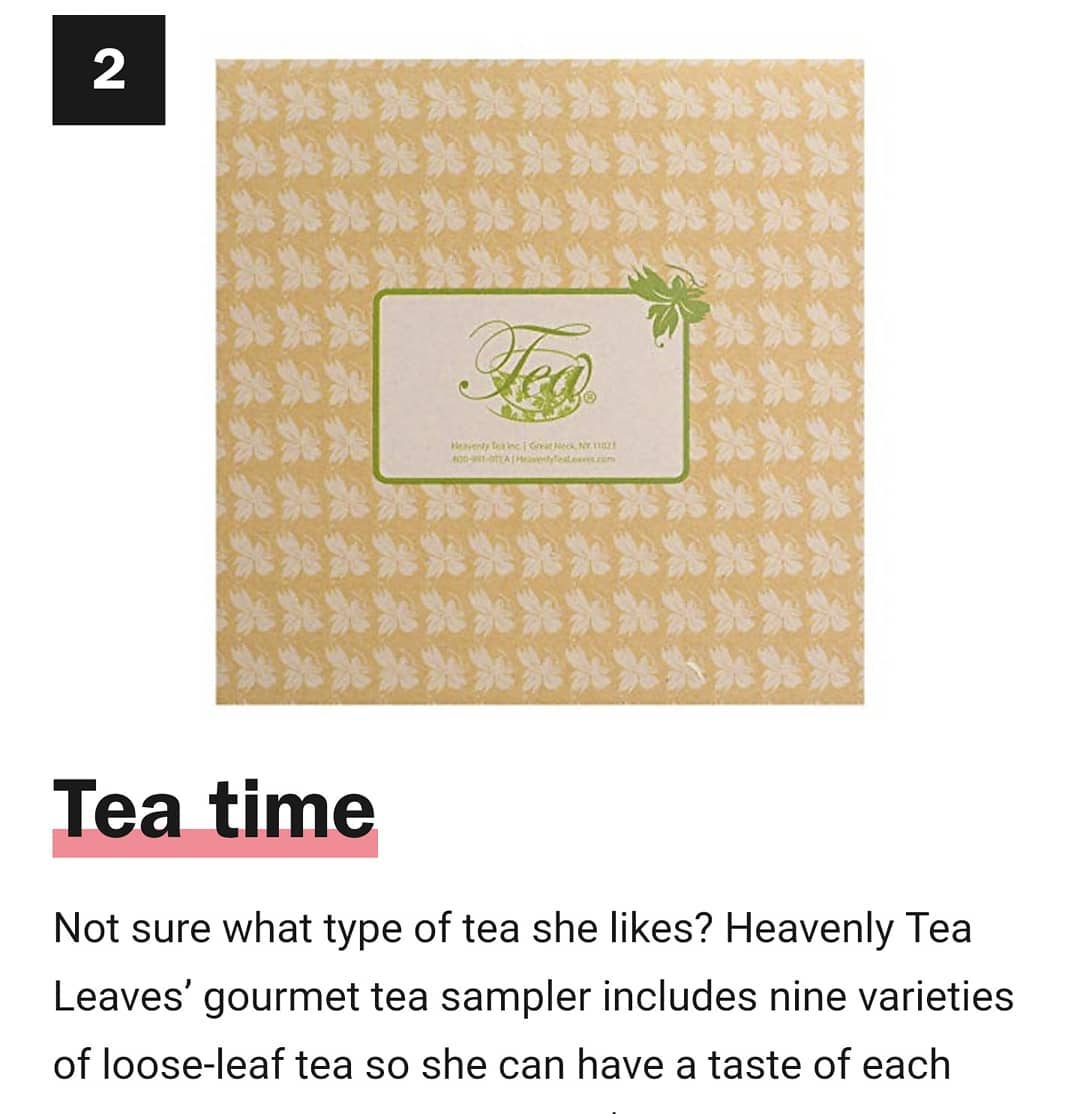 2
Tea®
Heavenly Tea Inc. | Great Neck, NY 11021
800-991-0TEA | HeavenlyTeaLeaves.com
Tea time
Not sure what type of tea she likes? Heavenly Tea
Leaves’ gourmet tea sampler includes nine varieties
of loose-leaf tea so she can have a taste of each